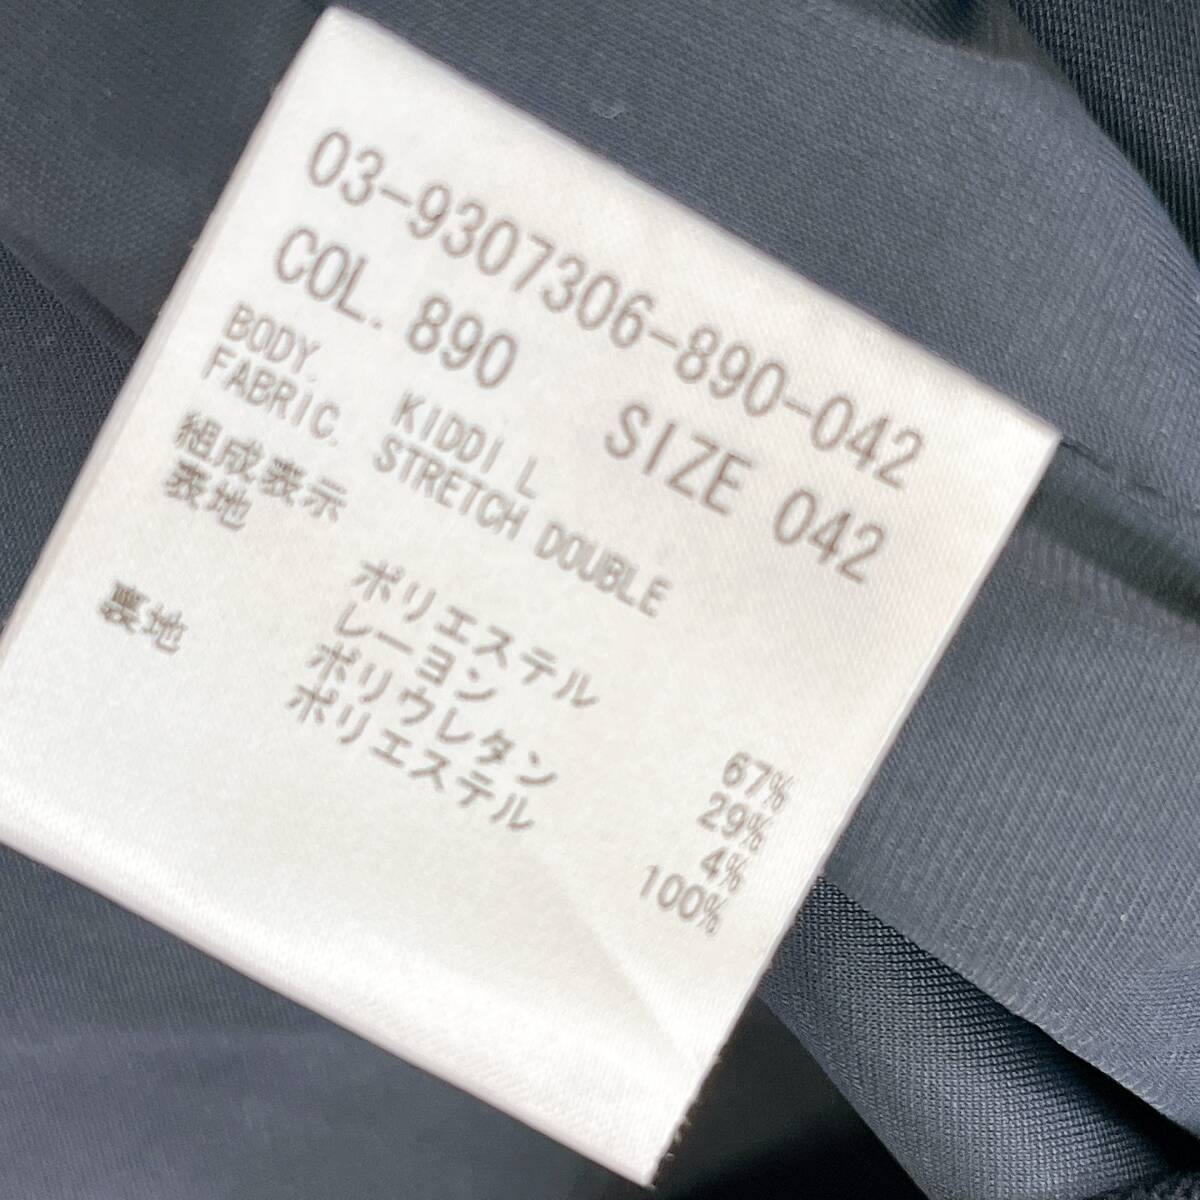 03-9307306-890-042
COL. 890 SIZE 042
BODY. KIDDI L
FABRIC. STRETCH DOUBLE
組成表示
表地 ポリエステル 67%
レーヨン 29%
ポリウレタン 4%
裏地 ポリエステル 100%